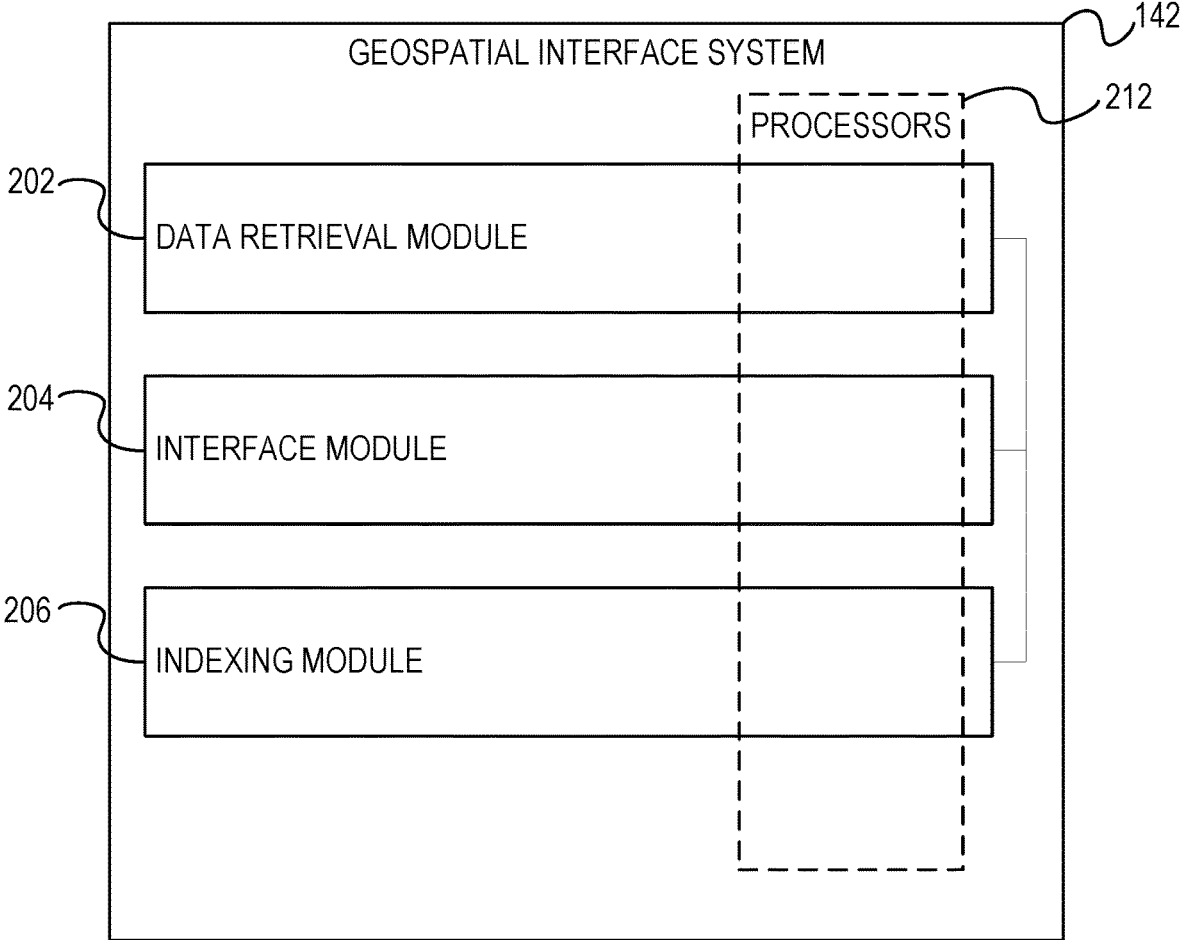 142
GEOSPATIAL INTERFACE SYSTEM
212
PROCESSORS
202
DATA RETRIEVAL MODULE
204
INTERFACE MODULE
206
INDEXING MODULE